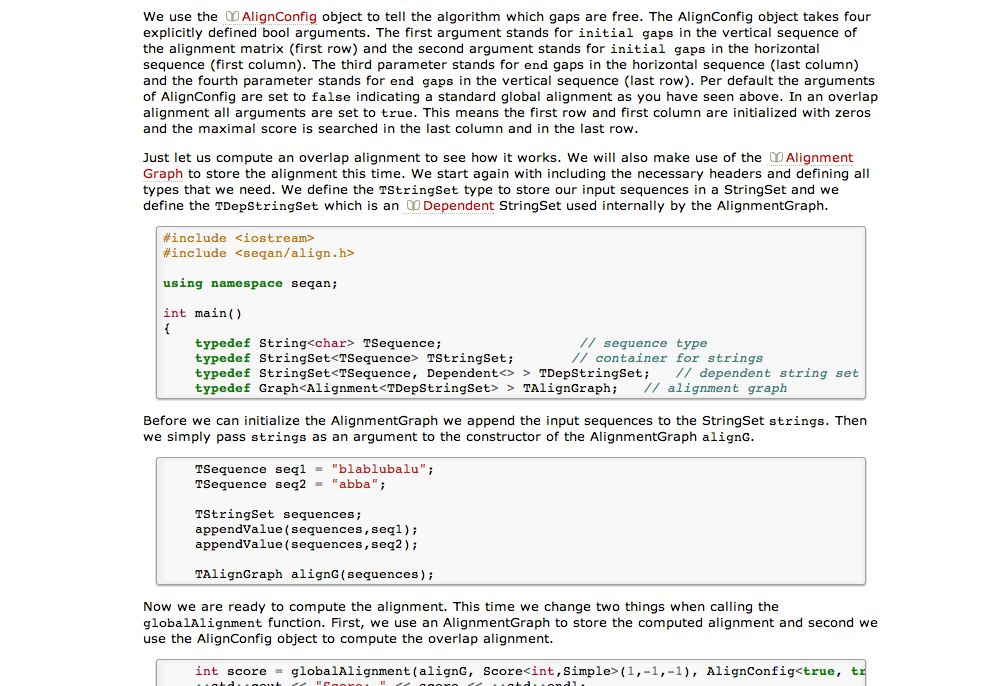 We use the AlignConfig object to tell the algorithm which gaps are free. The AlignConfig object takes four
explicitly defined bool arguments. The first argument stands for initial gaps in the vertical sequence of
the alignment matrix (first row) and the second argument stands for initial gaps in the horizontal
sequence (first column). The third parameter stands for end gaps in the horizontal sequence (last column)
and the fourth parameter stands for end gaps in the vertical sequence (last row). Per default the arguments
of AlignConfig are set to false indicating a standard global alignment as you have seen above. In an overlap
alignment all arguments are set to true. This means the first row and first column are initialized with zeros
and the maximal score is searched in the last column and in the last row.
Just let us compute an overlap alignment to see how it works. We will also make use of the Alignment
Graph to store the alignment this time. We start again with including the necessary headers and defining all
types that we need. We define the TStringSet type to store our input sequences in a StringSet and we
define the TDepStringSet which is an Dependent StringSet used internally by the AlignmentGraph.
#include <iostream>
#include <seqan/align.h>
using namespace seqan;
int main()
{
typedef String<char> TSequence; // sequence type
typedef StringSet<TSequence> TStringSet; // container for strings
typedef StringSet<TSequence, Dependent<> > TDepStringSet; // dependent string set
typedef Graph<Alignment<TDepStringSet> > TAlignGraph; // alignment graph
Before we can initialize the AlignmentGraph we append the input sequences to the StringSet strings. Then
we simply pass strings as an argument to the constructor of the AlignmentGraph alignG.
TSequence seq1 = "blablubalu";
TSequence seq2 = "abba";
TStringSet sequences;
appendValue(sequences,seq1);
appendValue(sequences,seq2);
TAlignGraph alignG(sequences);
Now we are ready to compute the alignment. This time we change two things when calling the
globalAlignment function. First, we use an AlignmentGraph to store the computed alignment and second we
use the AlignConfig object to compute the overlap alignment.
int score = globalAlignment(alignG, Score<int,Simple>(1,-1,-1), AlignConfig<true, tr